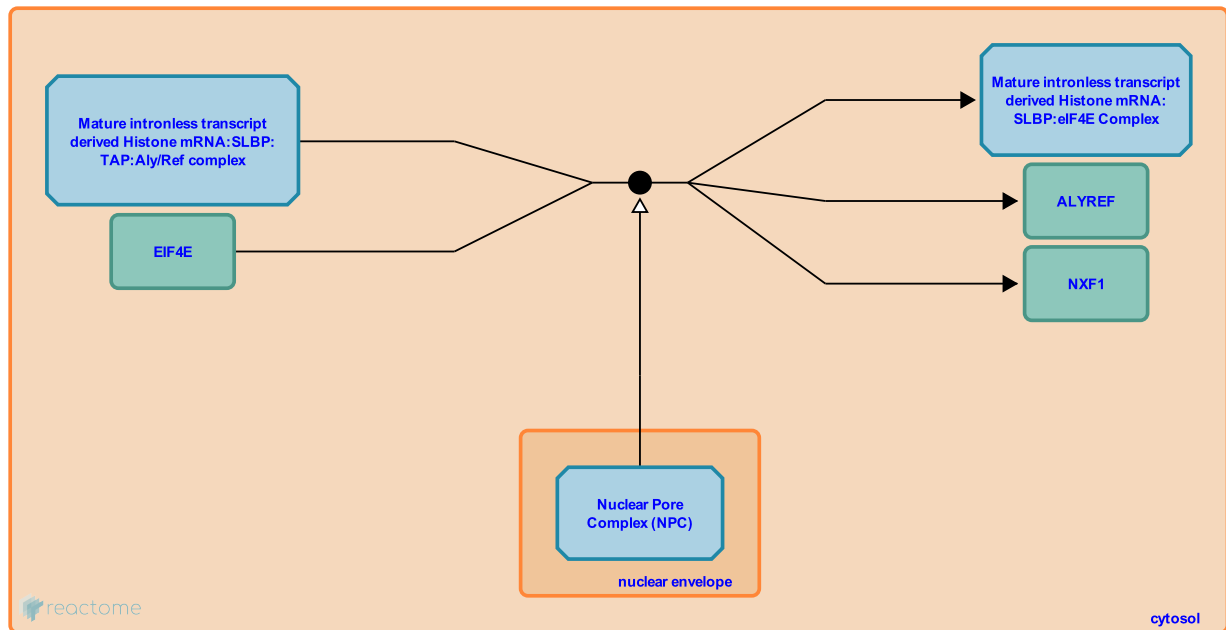 Mature intronless transcript
derived Histone mRNA:SLBP:
TAP:Aly/Ref complex
EIF4E
Mature intronless transcript
derived Histone mRNA:
SLBP:eIF4E Complex
ALYREF
NXF1
Nuclear Pore
Complex (NPC)
nuclear envelope
reactome
cytosol